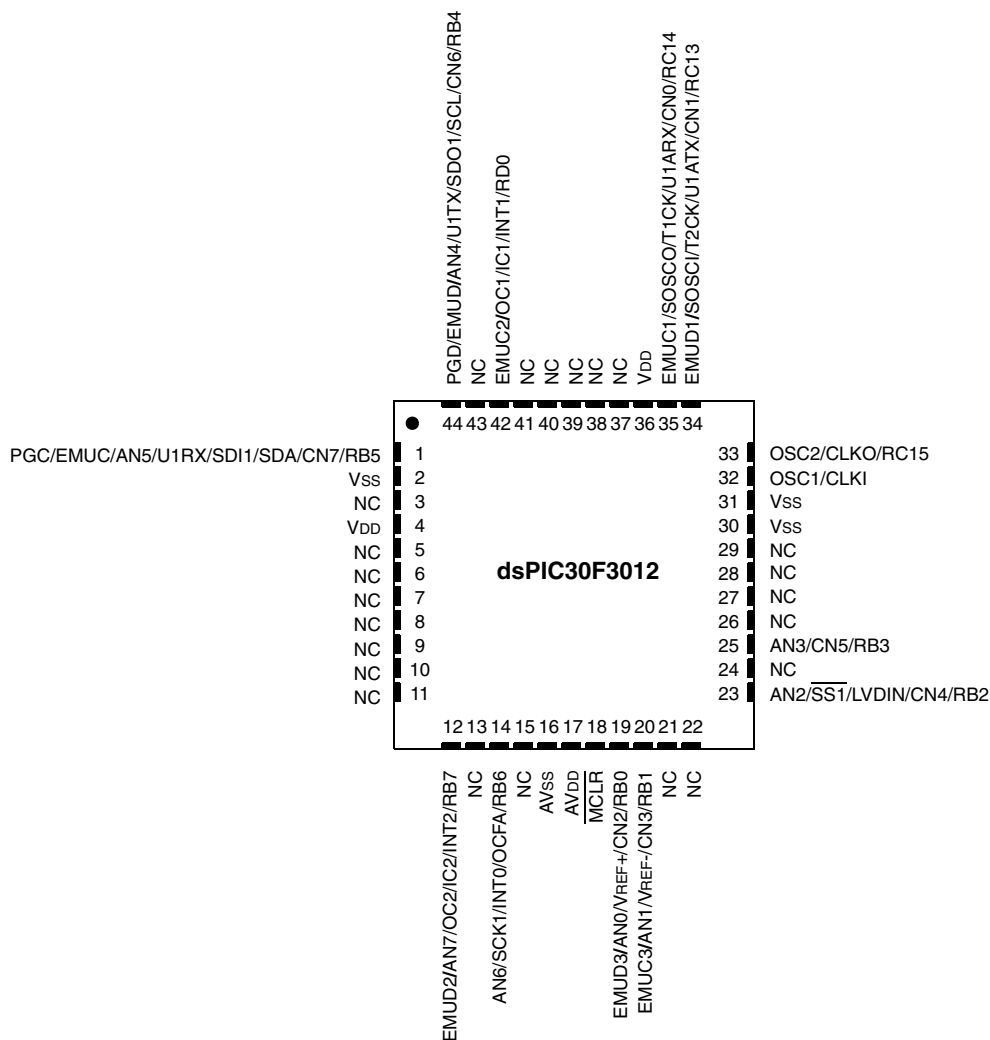 PGD/EMUD/AN4/U1TX/SDO1/SCL/CN6/RB4
NC
EMUC2/OC1/IC1/INT1/RD0
NC
NC
NC
NC
NC
VDD
EMUC1/SOSCO/T1CK/U1ARX/CN0/RC14
EMUD1/SOSCI/T2CK/U1ATX/CN1/RC13
44 43 42 41 40 39 38 37 36 35 34
PGC/EMUC/AN5/U1RX/SDI1/SDA/CN7/RB5 1
VSS 2
NC 3
VDD 4
NC 5
NC 6
NC 7
NC 8
NC 9
NC 10
NC 11
dsPIC30F3012
33 OSC2/CLKO/RC15
32 OSC1/CLKI
31 VSS
30 VSS
29 NC
28 NC
27 NC
26 NC
25 AN3/CN5/RB3
24 NC
23 AN2/SS1/LVDIN/CN4/RB2
12 13 14 15 16 17 18 19 20 21 22
EMUD2/AN7/OC2/IC2/INT2/RB7
NC
AN6/SCK1/INT0/OCFA/RB6
NC
AVSS
AVDD
MCLR
EMUD3/AN0/VREF+/CN2/RB0
EMUC3/AN1/VREF-/CN3/RB1
NC
NC